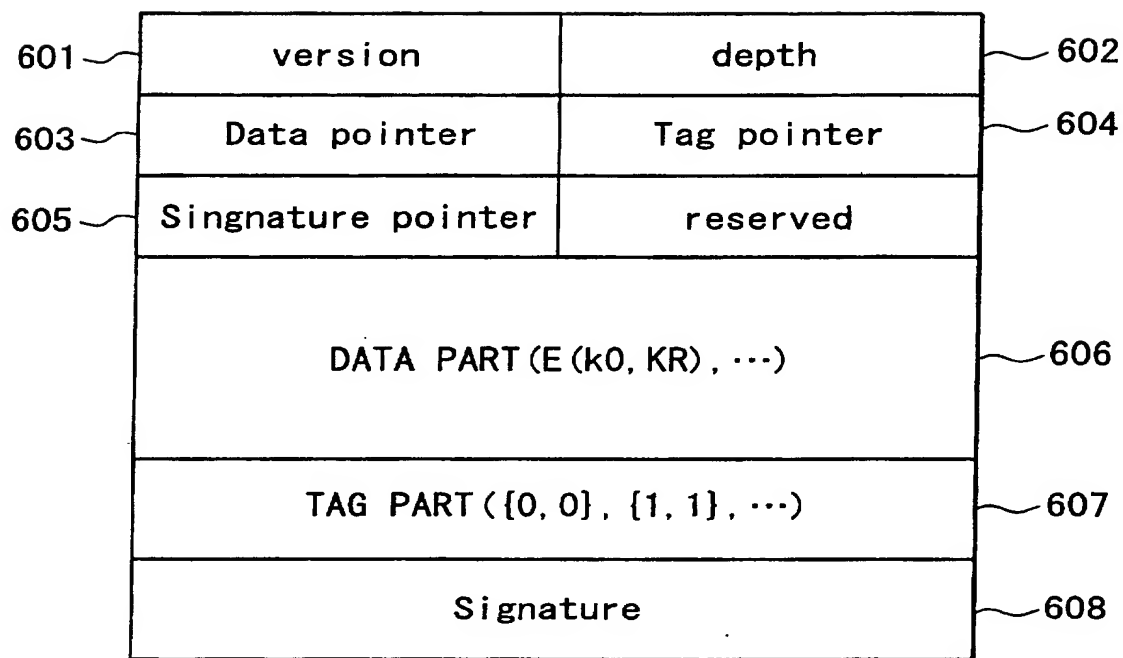 601 version depth 602
603 Data pointer Tag pointer 604
605 Singnature pointer reserved
DATA PART(E(k0, KR), ···) 606
TAG PART({0, 0}, {1, 1}, ···) 607
Signature 608